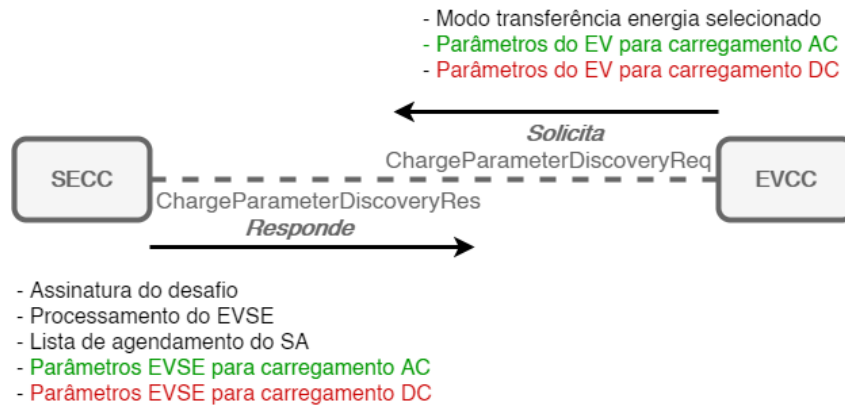 - Modo transferência energia selecionado
- Parâmetros do EV para carregamento AC
- Parâmetros do EV para carregamento DC
Solicita
ChargeParameterDiscoveryReq
SECC
EVCC
ChargeParameterDiscoveryRes
Responde
- Assinatura do desafio
- Processamento do EVSE
- Lista de agendamento do SA
- Parâmetros EVSE para carregamento AC
- Parâmetros EVSE para carregamento DC